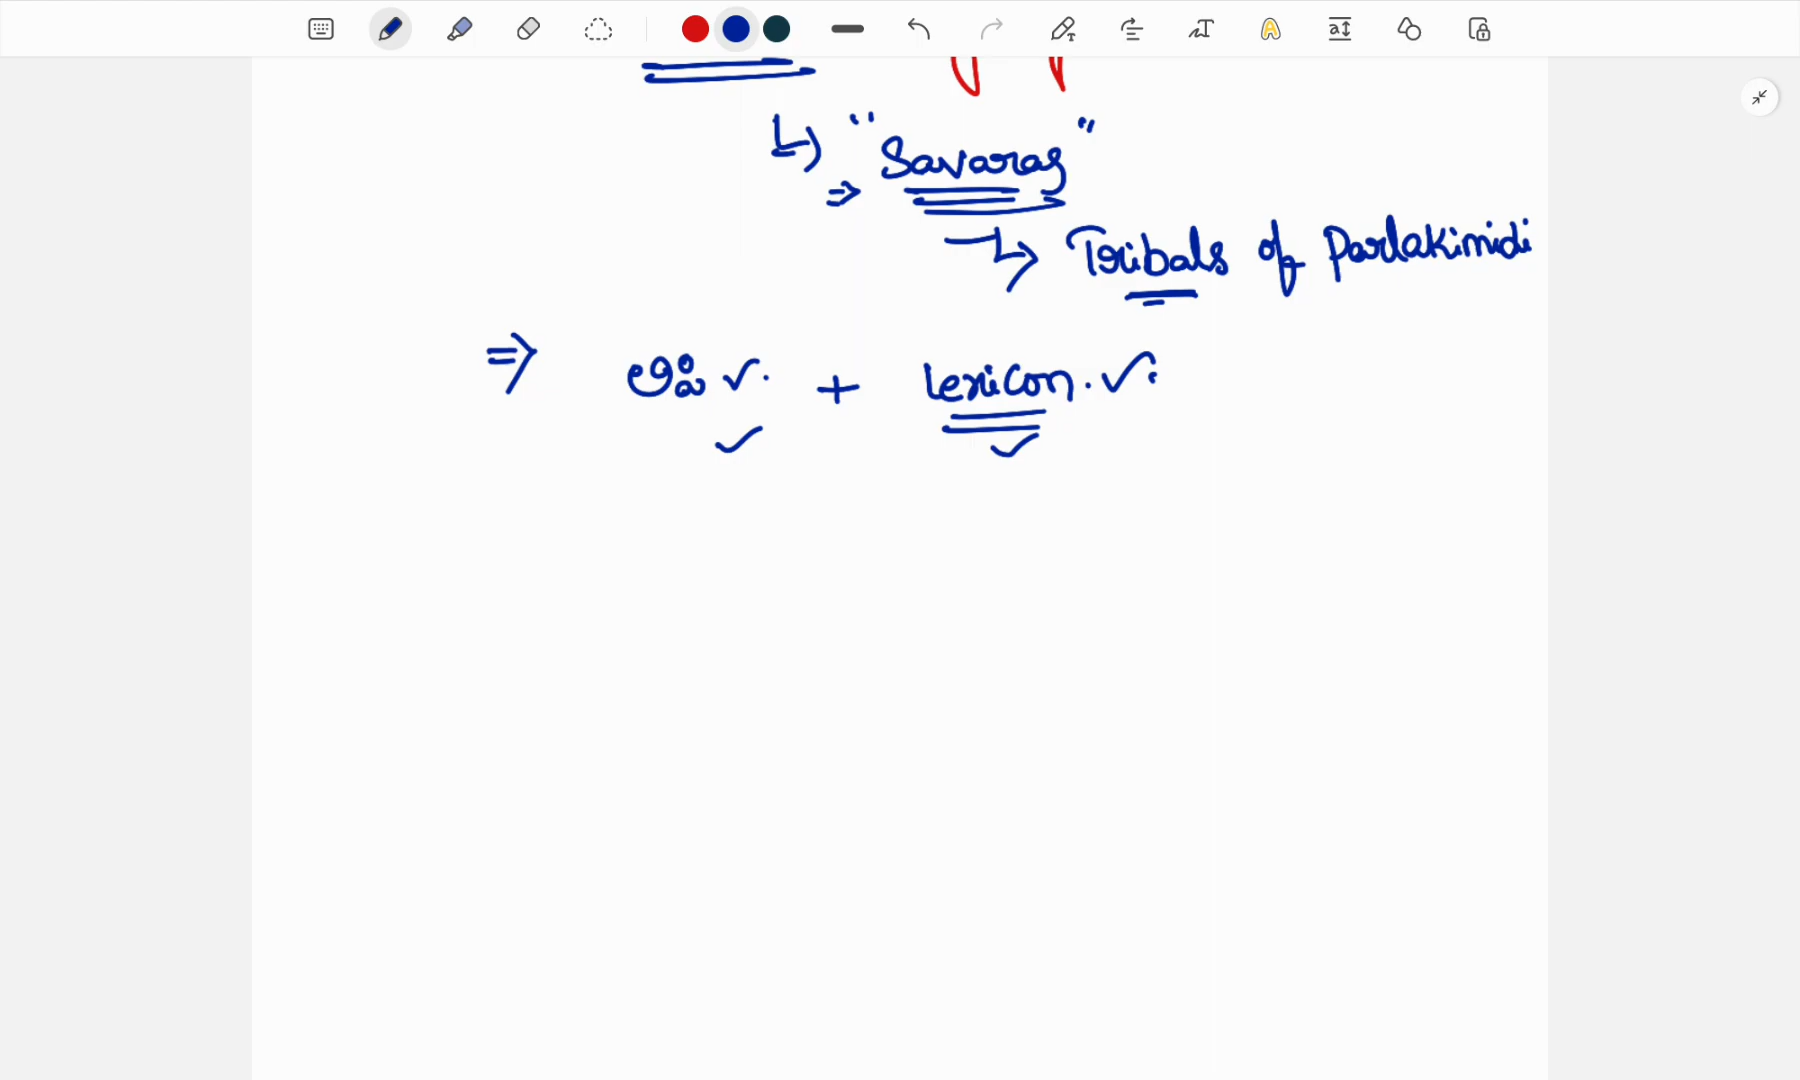 "Savaras"
⇒
Tribals of Parlakimidi
⇒ లిపి ✓. + lexicon. ✓: